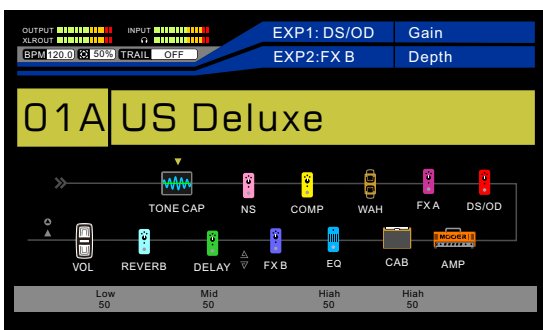 OUTPUT
INPUT
XLROUT
BPM 120.0 50% TRAIL OFF
EXP1: DS/OD Gain
EXP2:FX B Depth
01A US Deluxe
TONE CAP NS COMP WAH FX A DS/OD
MOOER
VOL REVERB DELAY FX B EQ CAB AMP
Low Mid Hiah Hiah
50 50 50 50